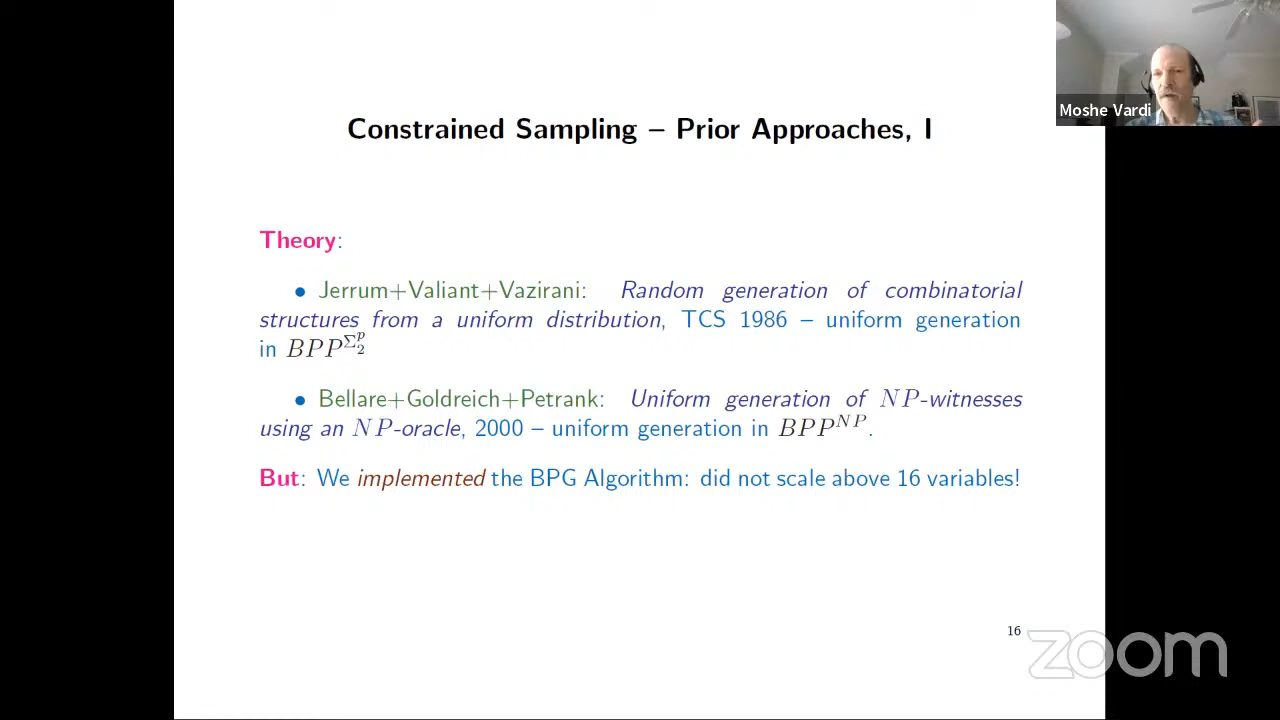 Moshe Vardi
Constrained Sampling – Prior Approaches, I
Theory:
• Jerrum+Valiant+Vazirani: Random generation of combinatorial
structures from a uniform distribution, TCS 1986 – uniform generation
in BPP^{Σ_2^p}
• Bellare+Goldreich+Petrank: Uniform generation of NP-witnesses
using an NP-oracle, 2000 – uniform generation in BPP^{NP}.
But: We implemented the BPG Algorithm: did not scale above 16 variables!
16
zoom